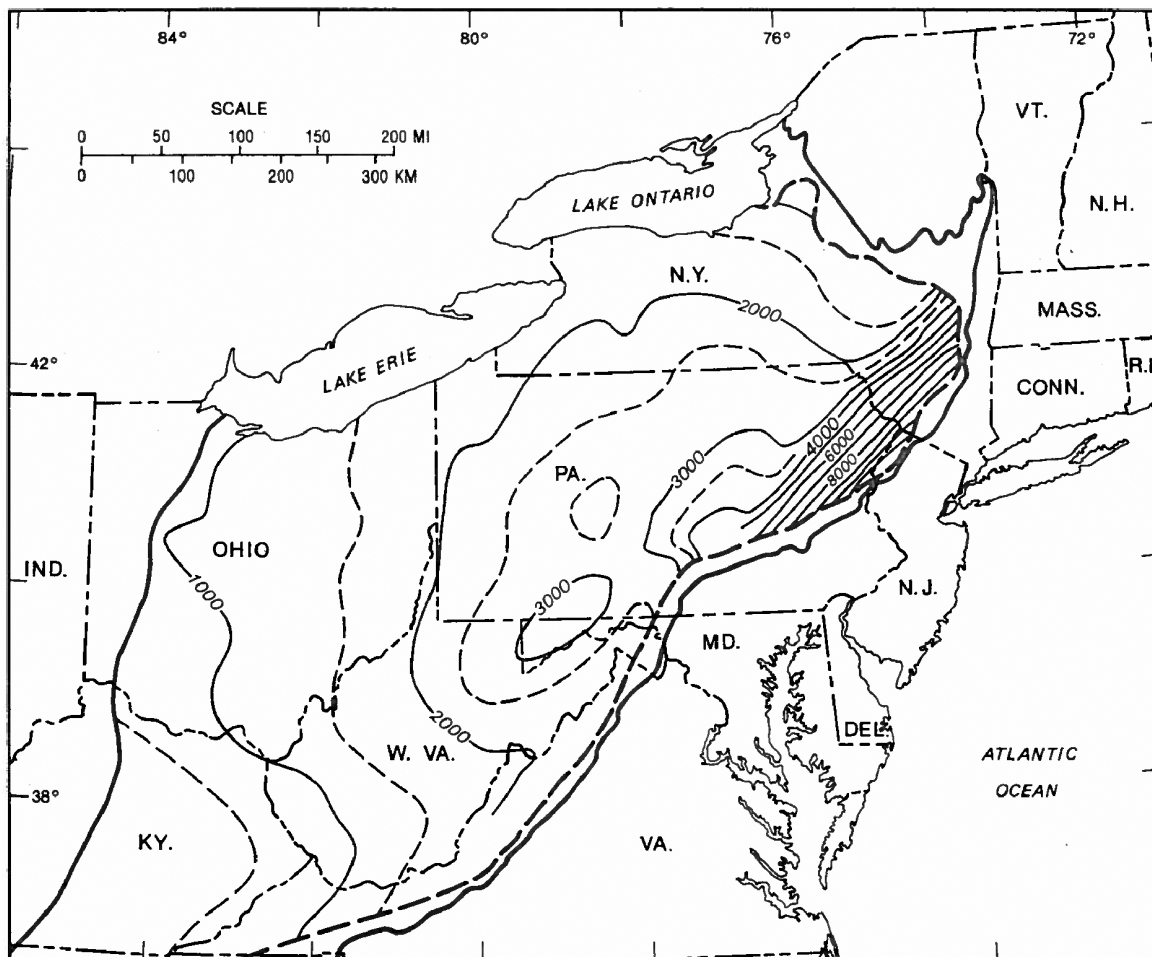 84°
80°
76°
72°
SCALE
0 50 100 150 200 MI
0 100 200 300 KM
VT.
N.H.
LAKE ONTARIO
N.Y.
2000
MASS.
42°
LAKE ERIE
CONN.
R.I
4000
6000
8000
3000
PA.
OHIO
IND.
1000
3000
N.J.
MD.
2000
W. VA.
DEL.
ATLANTIC
OCEAN
38°
KY.
VA.